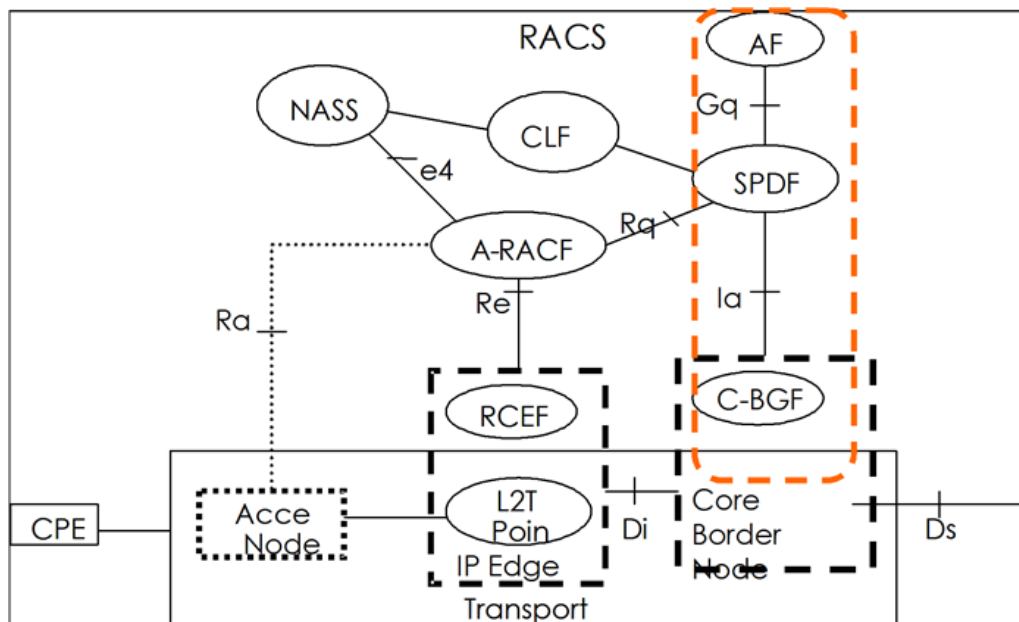 RACS
AF
NASS
Gq
CLF
e4
SPDF
Rq
A-RACF
Re
Ia
Ra
C-BGF
RCEF
CPE
Acce
Node
L2T
Poin
IP Edge
Di
Core
Border
Node
Ds
Transport